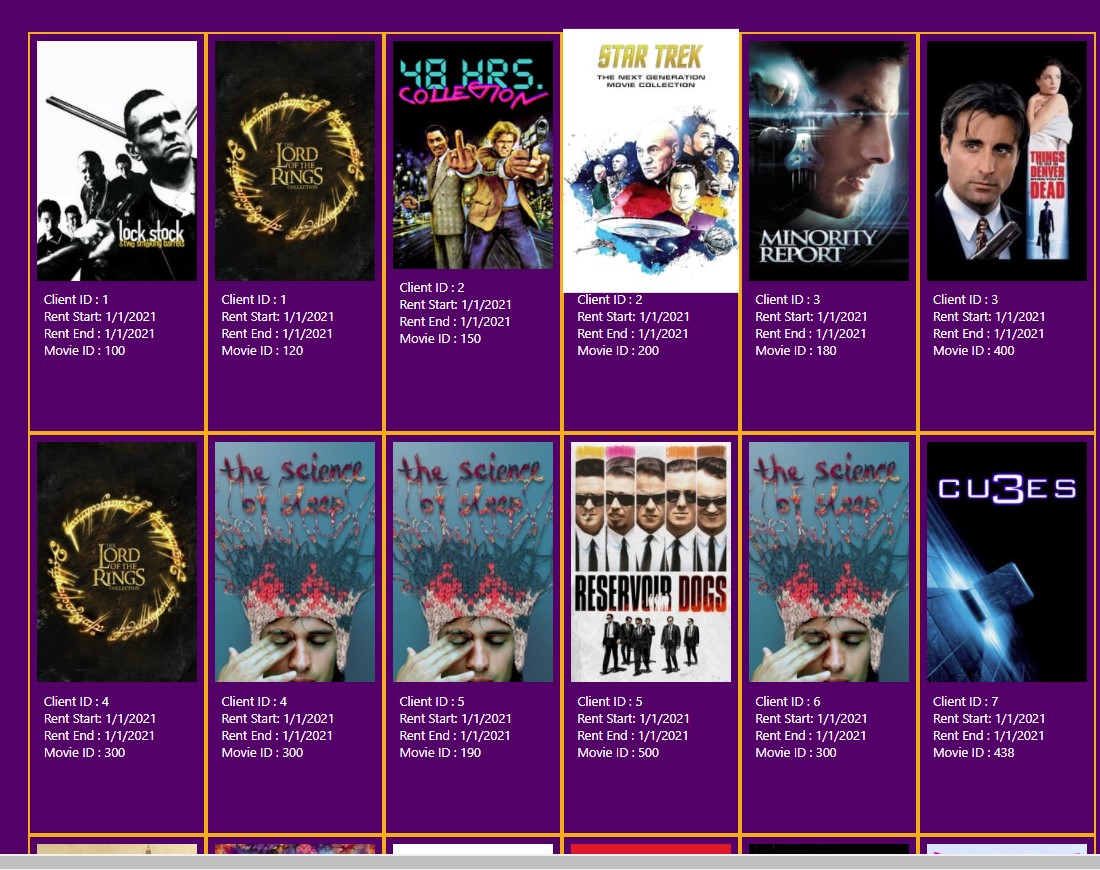 lock stock
& two smoking barrels
Client ID : 1
Rent Start: 1/1/2021
Rent End : 1/1/2021
Movie ID : 100
THE
LORD
OF THE
RINGS
COLLECTION
Client ID : 1
Rent Start: 1/1/2021
Rent End : 1/1/2021
Movie ID : 120
48 HRS.
COLLECTION
Client ID : 2
Rent Start: 1/1/2021
Rent End : 1/1/2021
Movie ID : 150
STAR TREK
THE NEXT GENERATION
MOVIE COLLECTION
Client ID : 2
Rent Start: 1/1/2021
Rent End : 1/1/2021
Movie ID : 200
MINORITY
REPORT
Client ID : 3
Rent Start: 1/1/2021
Rent End : 1/1/2021
Movie ID : 180
THINGS
TO DO IN
DENVER
WHEN YOU'RE
DEAD
Client ID : 3
Rent Start: 1/1/2021
Rent End : 1/1/2021
Movie ID : 400
THE
LORD
OF THE
RINGS
COLLECTION
Client ID : 4
Rent Start: 1/1/2021
Rent End : 1/1/2021
Movie ID : 300
the science
of sleep
Client ID : 4
Rent Start: 1/1/2021
Rent End : 1/1/2021
Movie ID : 300
the science
of sleep
Client ID : 5
Rent Start: 1/1/2021
Rent End : 1/1/2021
Movie ID : 190
RESERVOIR DOGS
Client ID : 5
Rent Start: 1/1/2021
Rent End : 1/1/2021
Movie ID : 500
the science
of sleep
Client ID : 6
Rent Start: 1/1/2021
Rent End : 1/1/2021
Movie ID : 300
CU3ES
Client ID : 7
Rent Start: 1/1/2021
Rent End : 1/1/2021
Movie ID : 438